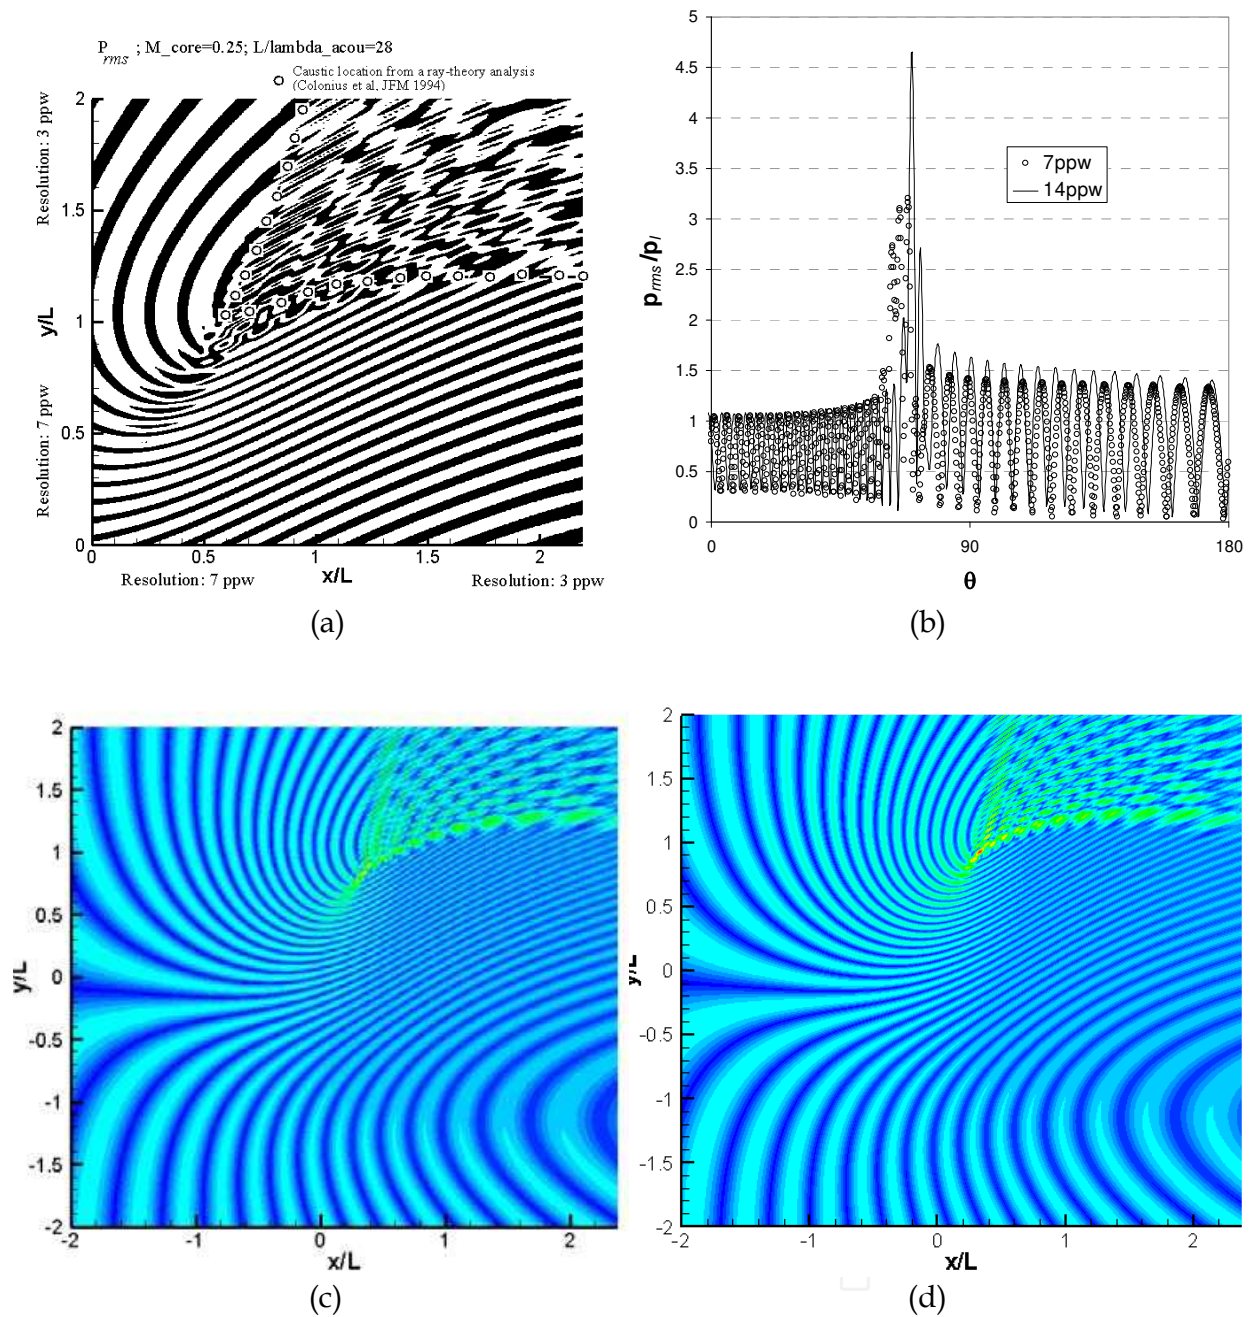 P rms ; M_core=0.25; L/lambda_acou=28
Caustic location from a ray-theory analysis
(Colonius et al, JFM 1994)
2
1.5
1
0.5
0
y/L
Resolution: 3 ppw
Resolution: 7 ppw
0
0.5
1
1.5
2
x/L
Resolution: 7 ppw
Resolution: 3 ppw
(a)
5
4.5
4
3.5
3
2.5
2
1.5
1
0.5
0
prms/pI
7ppw
14ppw
0
90
180
θ
(b)
2
1.5
1
0.5
0
-0.5
-1
-1.5
-2
y/L
-2
-1
0
1
2
x/L
(c)
2
1.5
1
0.5
0
-0.5
-1
-1.5
-2
y/L
-2
-1
0
1
2
x/L
(d)